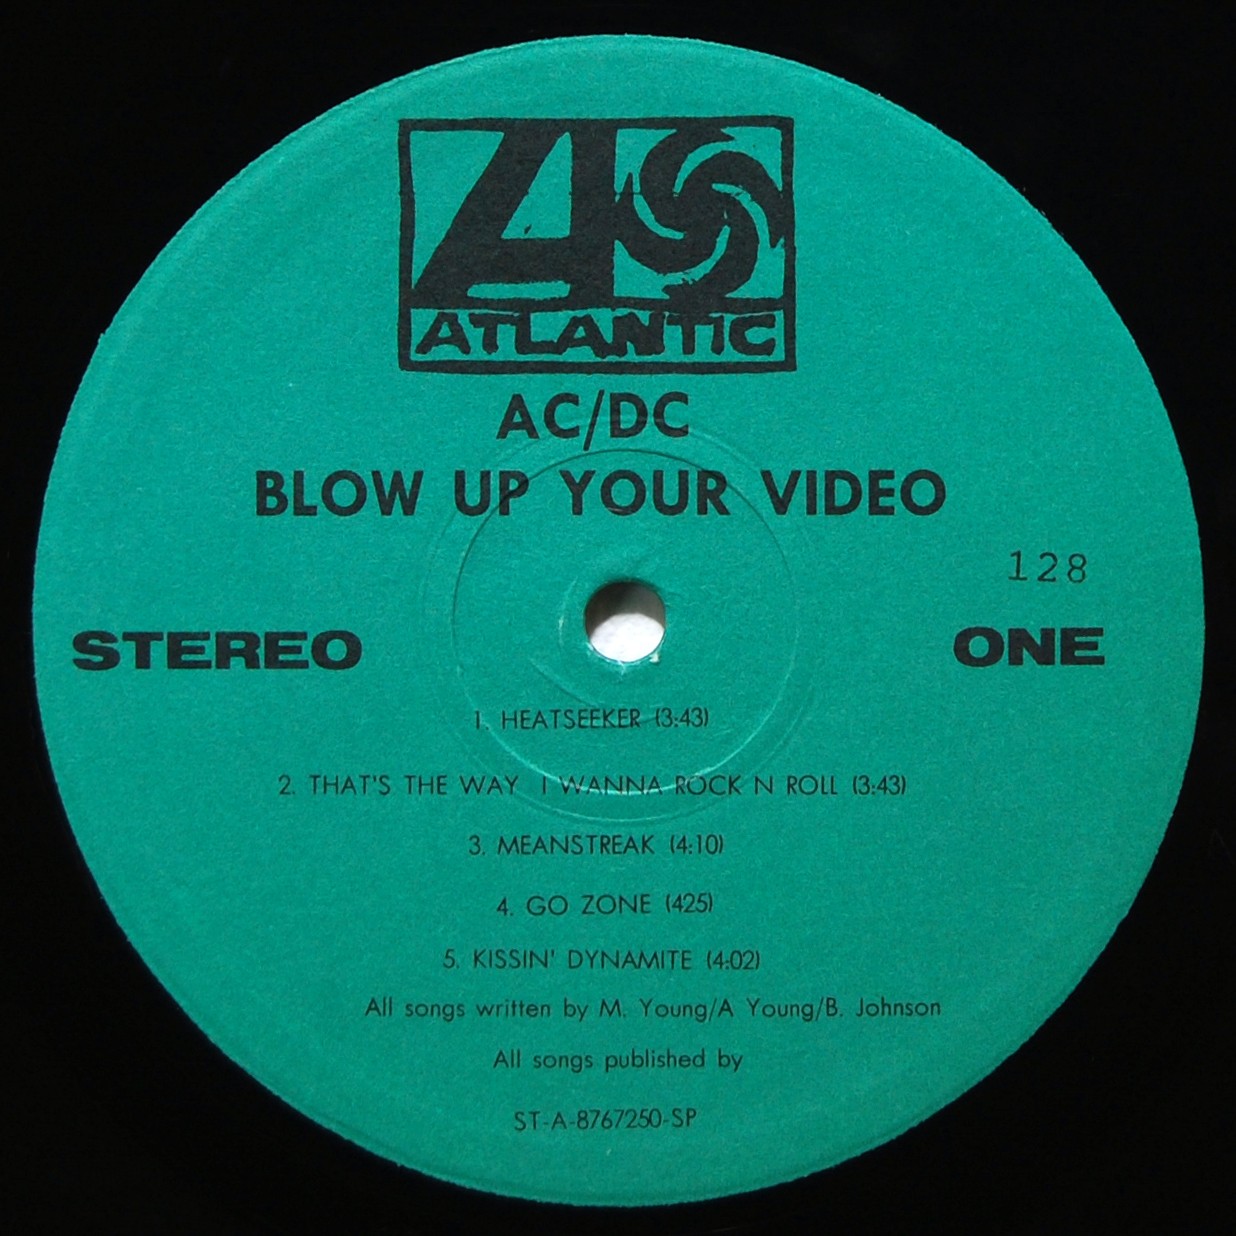 ATLANTIC
AC/DC
BLOW UP YOUR VIDEO
128
STEREO
ONE
1. HEATSEEKER (3:43)
2. THAT'S THE WAY I WANNA ROCK N ROLL (3:43)
3. MEANSTREAK (4:10)
4. GO ZONE (425)
5. KISSIN' DYNAMITE (4:02)
All songs written by M. Young/A Young/B. Johnson
All songs published by
ST-A-8767250-SP